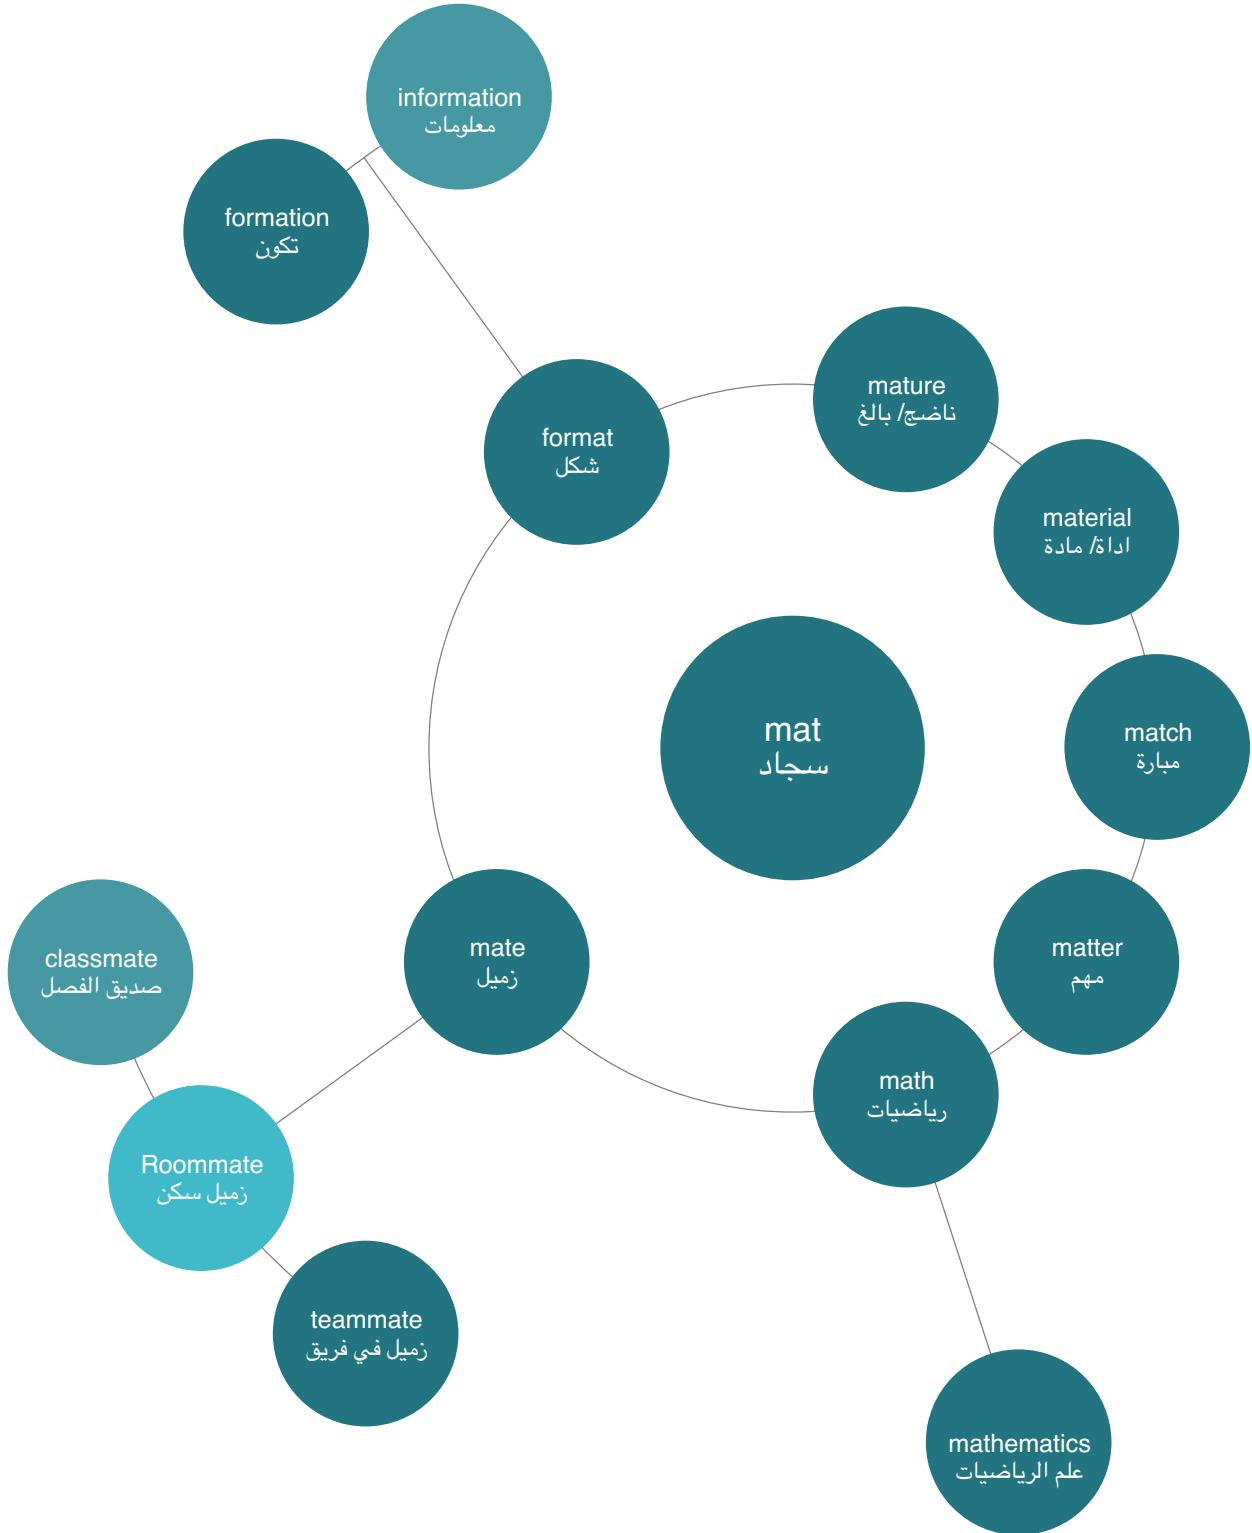 information
معلومات
formation
تكون
mature
ناضج/ بالغ
format
شكل
material
اداة/ مادة
mat
سجاد
match
مبارة
mate
زميل
matter
مهم
classmate
صديق الفصل
math
رياضيات
Roommate
زميل سكن
teammate
زميل في فريق
mathematics
علم الرياضيات